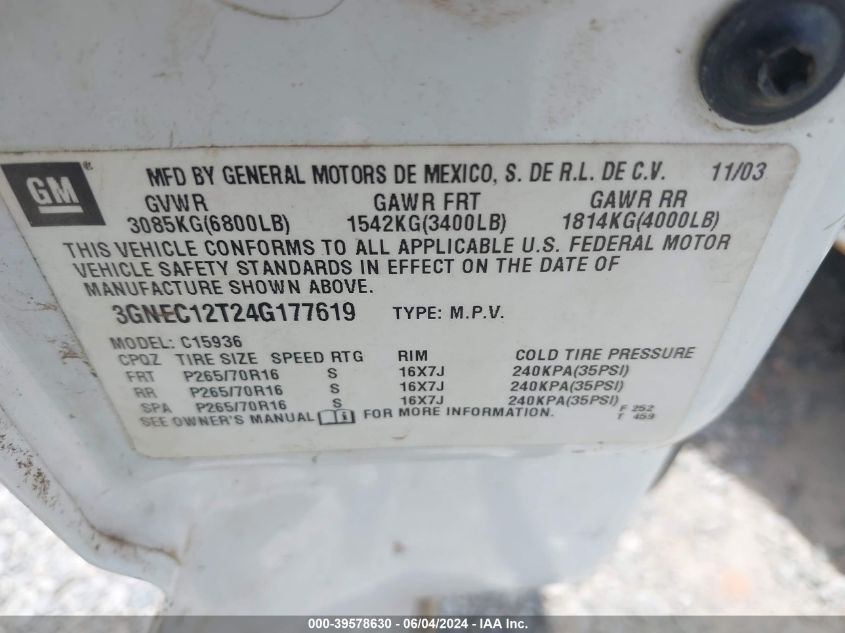 GM®
MFD BY GENERAL MOTORS DE MEXICO, S. DE R.L. DE C.V. 11/03
GVWR GAWR FRT GAWR RR
3085KG(6800LB) 1542KG(3400LB) 1814KG(4000LB)
THIS VEHICLE CONFORMS TO ALL APPLICABLE U.S. FEDERAL MOTOR
VEHICLE SAFETY STANDARDS IN EFFECT ON THE DATE OF
MANUFACTURE SHOWN ABOVE.
3GNEC12T24G177619 TYPE: M.P.V.
MODEL: C15936
CPQZ TIRE SIZE SPEED RTG RIM COLD TIRE PRESSURE
FRT P265/70R16 S 16X7J 240KPA(35PSI)
RR P265/70R16 S 16X7J 240KPA(35PSI)
SPA P265/70R16 S 16X7J 240KPA(35PSI)
SEE OWNER'S MANUAL i FOR MORE INFORMATION.
F 252
T 459
000-39578630 - 06/04/2024 - IAA Inc.